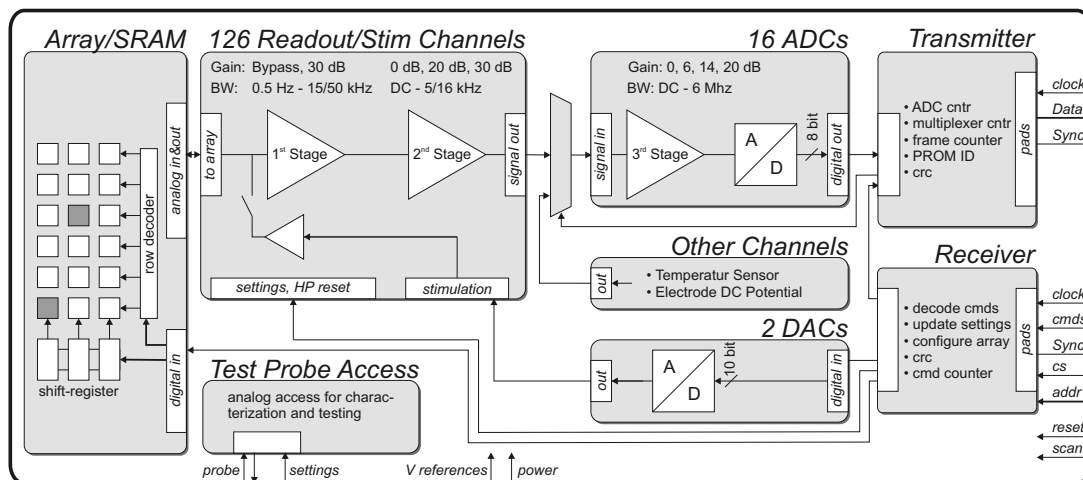 Array/SRAM
analog in&out
row decoder
digital in
shift-register
126 Readout/Stim Channels
Gain: Bypass, 30 dB
0 dB, 20 dB, 30 dB
BW: 0.5 Hz - 15/50 kHz
DC - 5/16 kHz
to array
1st Stage
2nd Stage
signal out
settings, HP reset
stimulation
Test Probe Access
analog access for charac-
terization and testing
probe
settings
V references
power
16 ADCs
Gain: 0, 6, 14, 20 dB
BW: DC - 6 Mhz
signal in
3rd Stage
A
D
8 bit
digital out
Other Channels
out
• Temperatur Sensor
• Electrode DC Potential
2 DACs
out
A
D
10 bit
digital in
Transmitter
• ADC cntr
• multiplexer cntr
• frame counter
• PROM ID
• crc
pads
clock
Data
Sync
Receiver
• decode cmds
• update settings
• configure array
• crc
• cmd counter
pads
clock
cmds
Sync
cs
addr
reset
scan